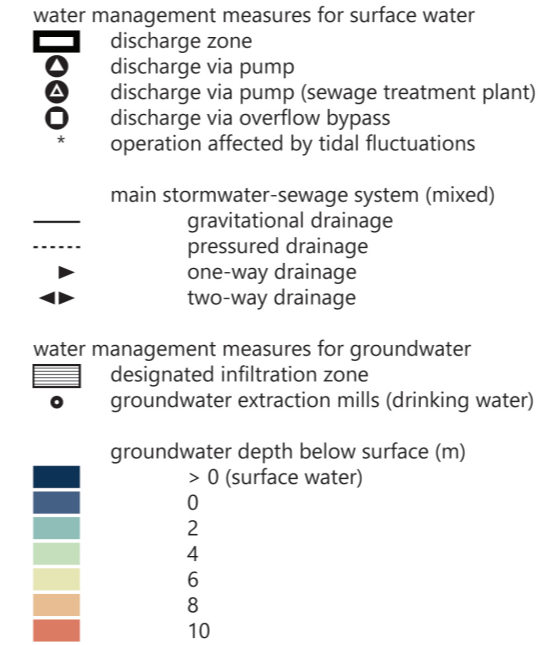 water management measures for surface water
discharge zone
discharge via pump
discharge via pump (sewage treatment plant)
discharge via overflow bypass
* operation affected by tidal fluctuations
main stormwater-sewage system (mixed)
gravitational drainage
pressured drainage
one-way drainage
two-way drainage
water management measures for groundwater
designated infiltration zone
groundwater extraction mills (drinking water)
groundwater depth below surface (m)
> 0 (surface water)
0
2
4
6
8
10